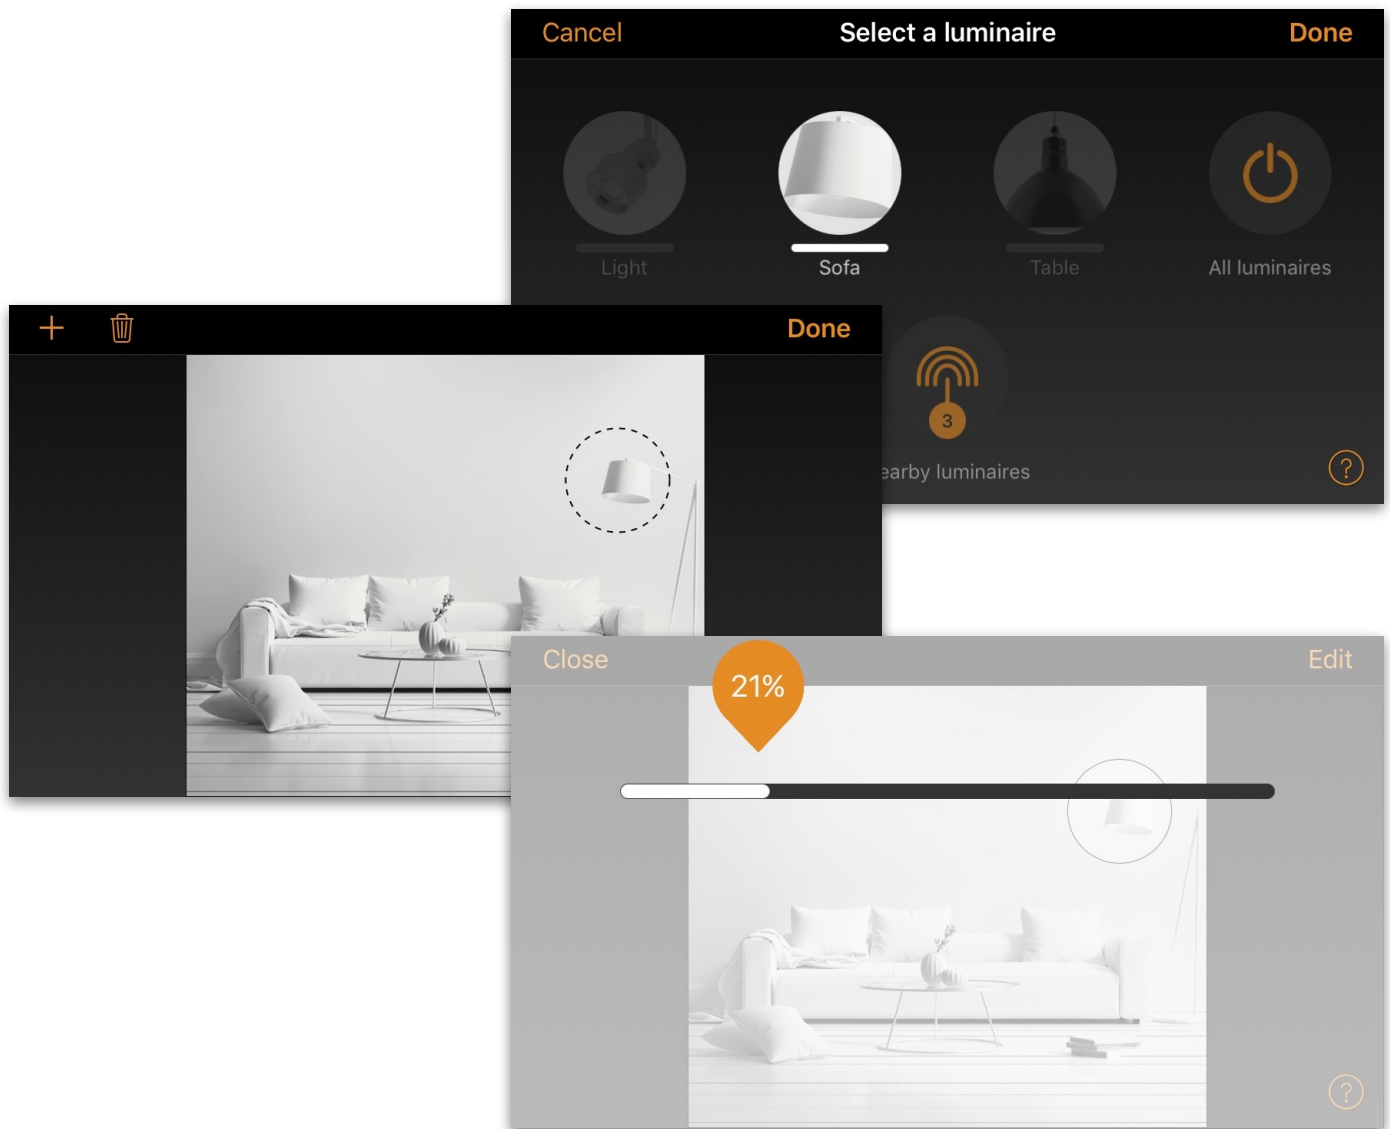 Cancel Select a luminaire Done
Light Sofa Table All luminaires
Done
3
earby luminaires
?
Close 21% Edit
?